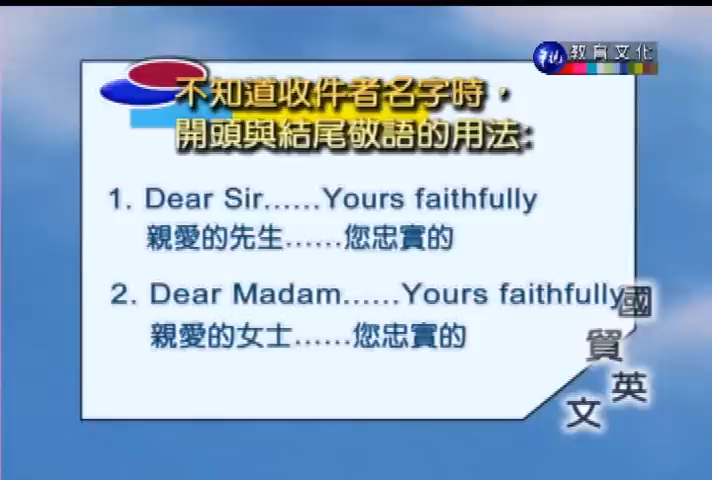 華視 教育文化
不知道收件者名字時，
開頭與結尾敬語的用法:
1. Dear Sir......Yours faithfully
親愛的先生......您忠實的
2. Dear Madam......Yours faithfully
親愛的女士......您忠實的
國貿英文